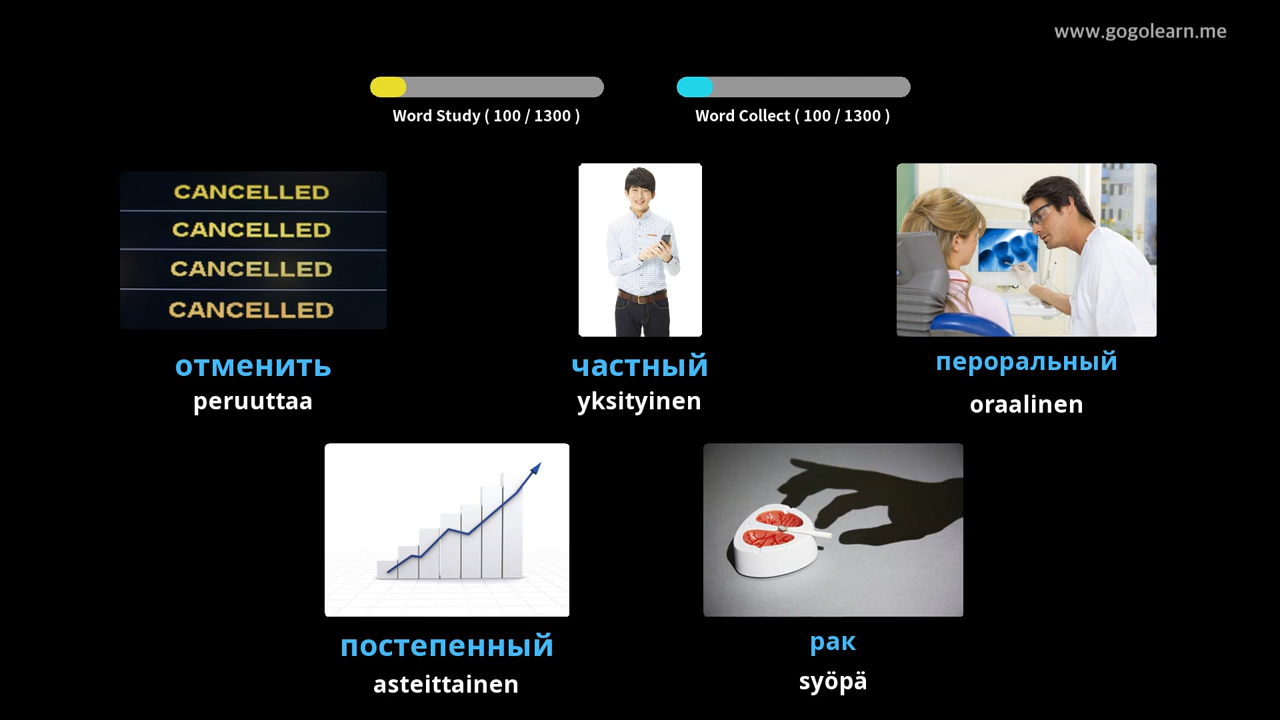 www.gogolearn.me
Word Study ( 100 / 1300 )
Word Collect ( 100 / 1300 )
CANCELLED
CANCELLED
CANCELLED
CANCELLED
отменить
peruuttaa
частный
yksityinen
пероральный
oraalinen
постепенный
asteittainen
рак
syöpä